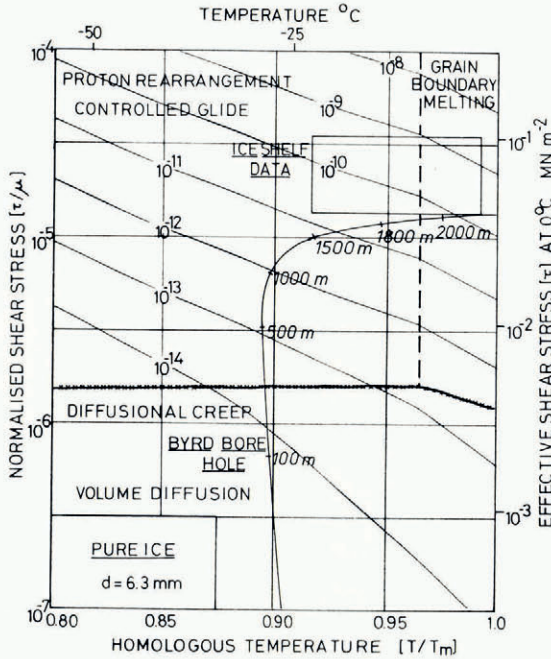 TEMPERATURE °C
-50
-25
10⁻⁴
10⁻⁸
GRAIN
BOUNDARY
MELTING
PROTON REARRANGEMENT
CONTROLLED GLIDE
10⁻⁹
10⁻¹
ICE SHELF
DATA
10⁻¹⁰
10⁻¹¹
10⁻¹²
10⁻⁵
1500 m
1800 m
2000 m
1000 m
10⁻¹³
500 m
10⁻²
10⁻¹⁴
DIFFUSIONAL CREEP
10⁻⁶
BYRD BORE
HOLE
100 m
VOLUME DIFFUSION
10⁻³
PURE ICE
d = 6.3 mm
10⁻⁷
0.80
0.85
0.90
0.95
1.0
HOMOLOGOUS TEMPERATURE [T/Tm]
NORMALISED SHEAR STRESS [τ/μ]
EFFECTIVE SHEAR STRESS [τ] AT 0°C MN m⁻²